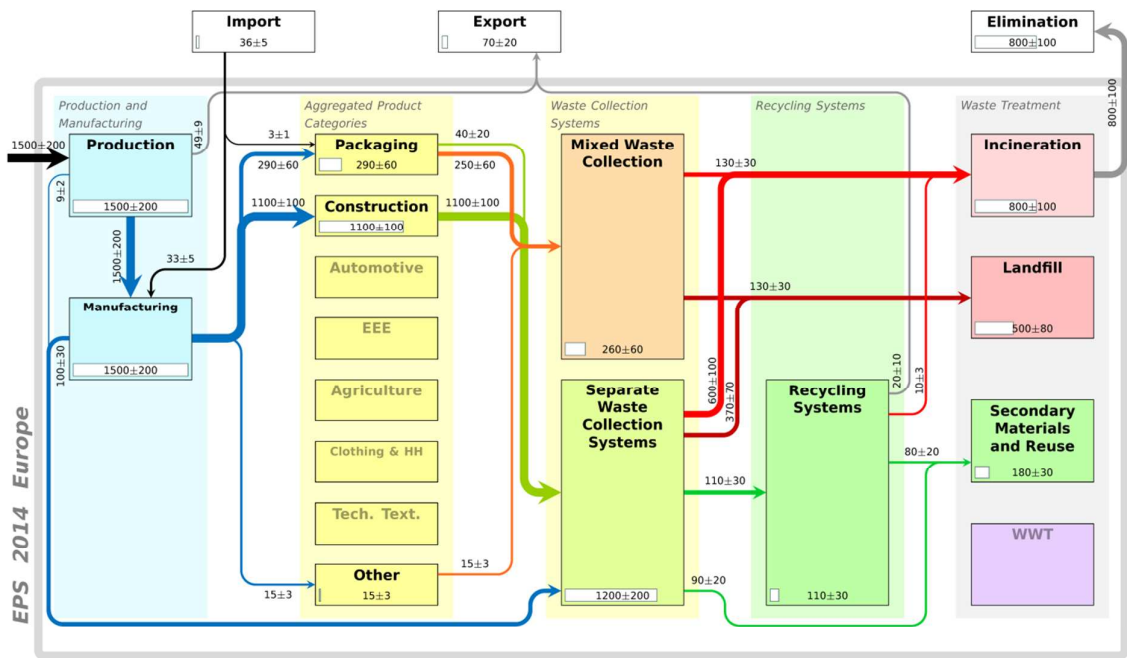 Import
36±5
Export
70±20
Elimination
800±100
Production and
Manufacturing
Aggregated Product
Categories
Waste Collection
Systems
Recycling Systems
Waste Treatment
1500±200
Production
1500±200
49±9
9±2
1500±200
33±5
Manufacturing
1500±200
100±30
3±1
290±60
Packaging
290±60
40±20
250±60
1100±100
Construction
1100±100
1100±100
Automotive
EEE
Agriculture
Clothing & HH
Tech. Text.
Other
15±3
15±3
15±3
Mixed Waste
Collection
260±60
130±30
130±30
Separate
Waste
Collection
Systems
1200±200
600±100
370±70
110±30
90±20
Recycling
Systems
110±30
20±10
10±3
80±20
800±100
Incineration
800±100
Landfill
500±80
Secondary
Materials
and Reuse
180±30
WWT
EPS 2014 Europe